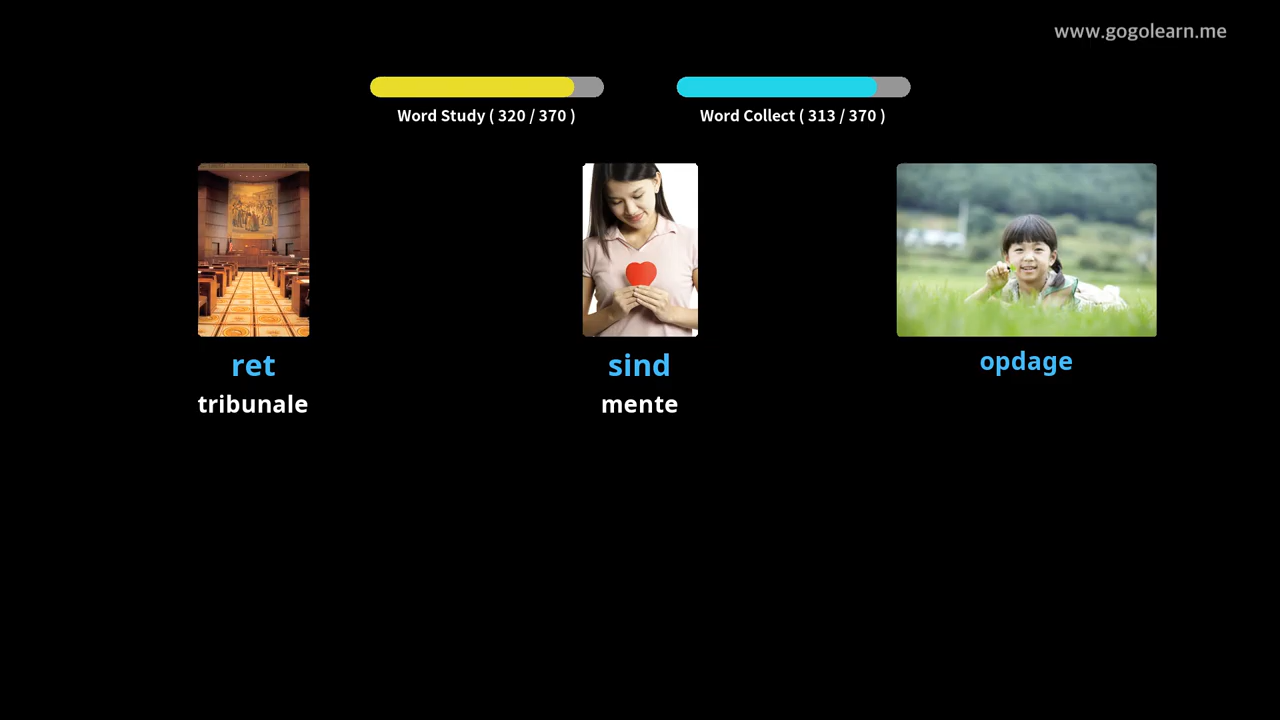 www.gogolearn.me
Word Study ( 320 / 370 )
Word Collect ( 313 / 370 )
ret
tribunale
sind
mente
opdage